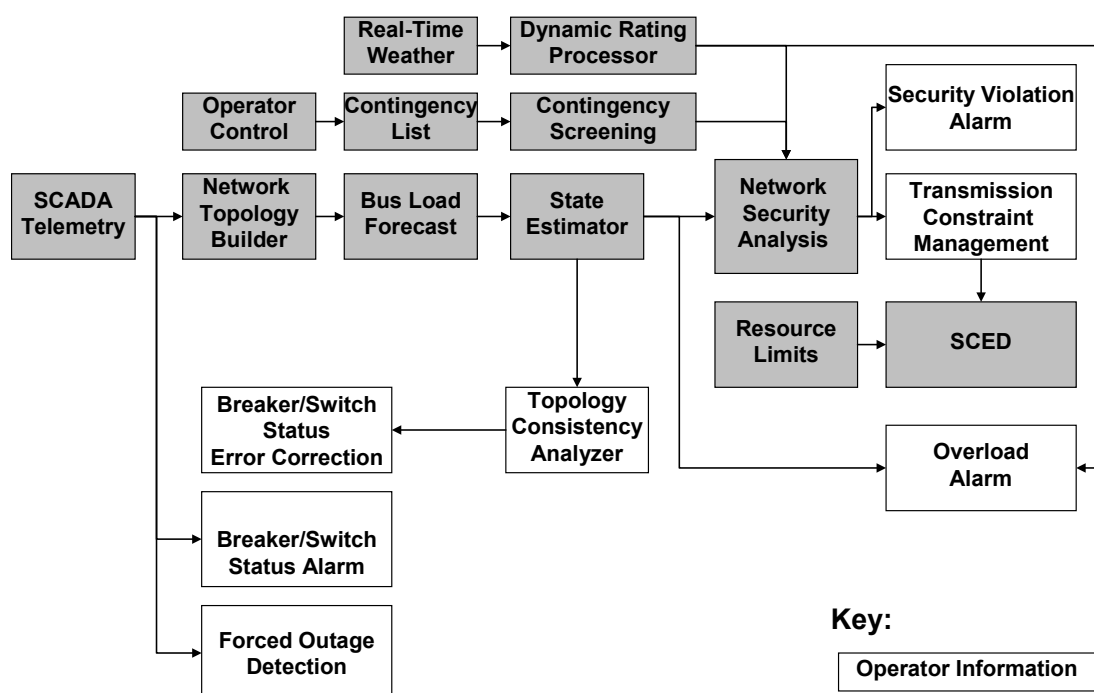 Real-Time
Weather
Dynamic Rating
Processor
Operator
Control
Contingency
List
Contingency
Screening
Security Violation
Alarm
SCADA
Telemetry
Network
Topology
Builder
Bus Load
Forecast
State
Estimator
Network
Security
Analysis
Transmission
Constraint
Management
Resource
Limits
SCED
Breaker/Switch
Status
Error Correction
Topology
Consistency
Analyzer
Overload
Alarm
Breaker/Switch
Status Alarm
Forced Outage
Detection
Key:
Operator Information